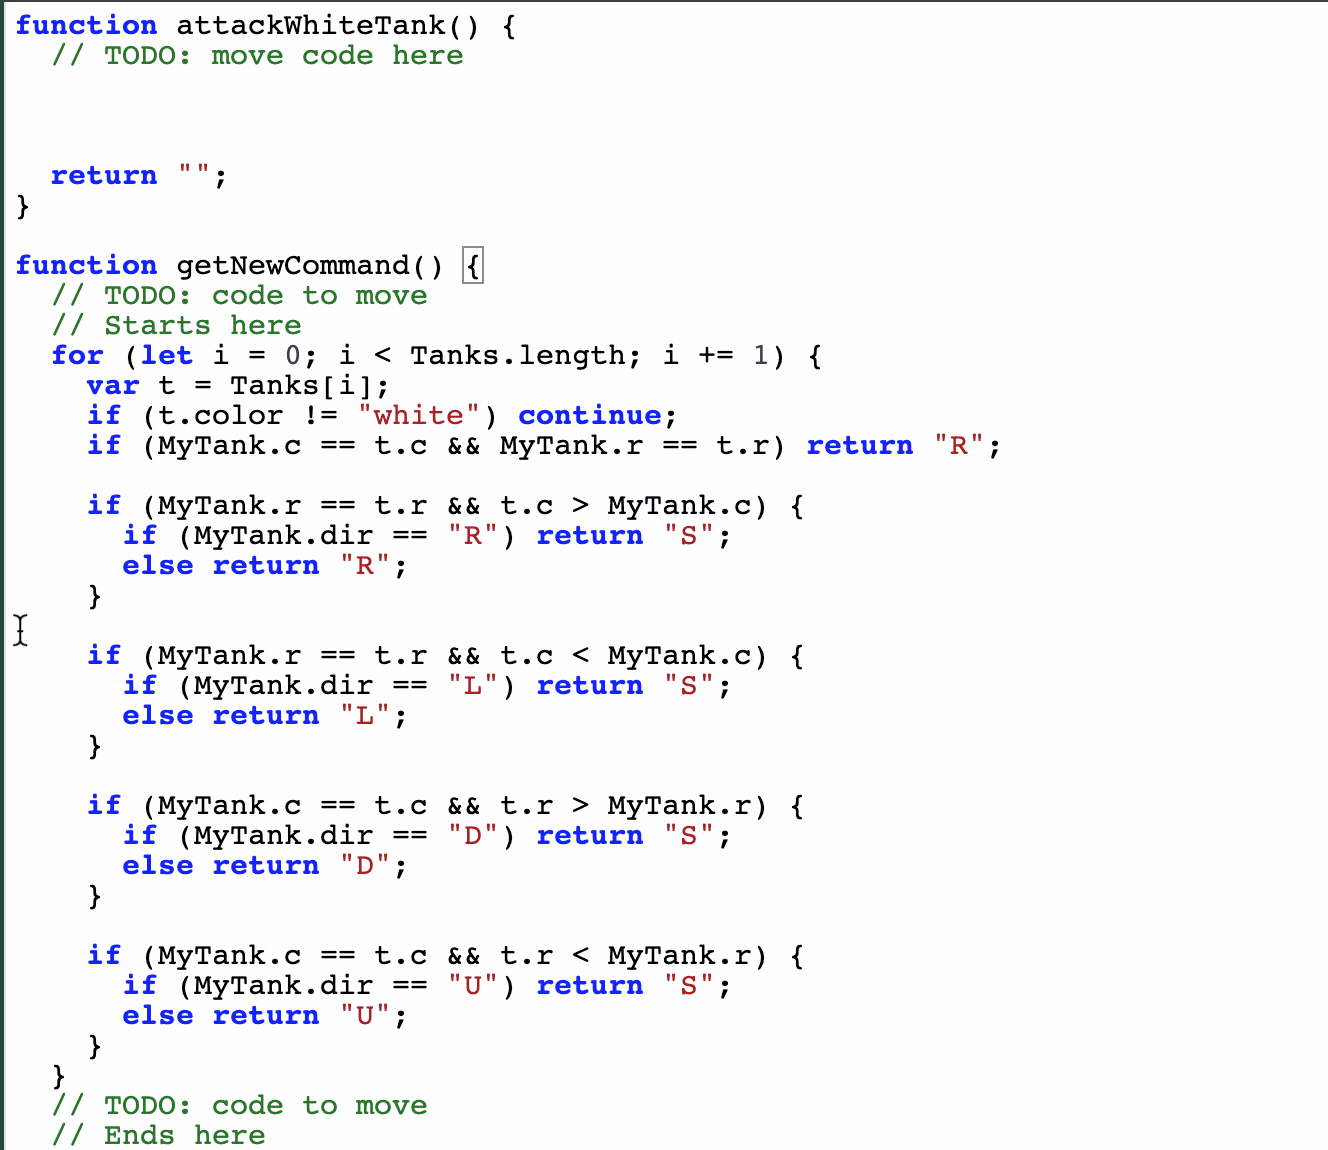 function attackWhiteTank() {
  // TODO: move code here
  return "";
}
function getNewCommand() {
  // TODO: code to move
  // Starts here
  for (let i = 0; i < Tanks.length; i += 1) {
    var t = Tanks[i];
    if (t.color != "white") continue;
    if (MyTank.c == t.c && MyTank.r == t.r) return "R";
    if (MyTank.r == t.r && t.c > MyTank.c) {
      if (MyTank.dir == "R") return "S";
      else return "R";
    }
    if (MyTank.r == t.r && t.c < MyTank.c) {
      if (MyTank.dir == "L") return "S";
      else return "L";
    }
    if (MyTank.c == t.c && t.r > MyTank.r) {
      if (MyTank.dir == "D") return "S";
      else return "D";
    }
    if (MyTank.c == t.c && t.r < MyTank.r) {
      if (MyTank.dir == "U") return "S";
      else return "U";
    }
  }
  // TODO: code to move
  // Ends here